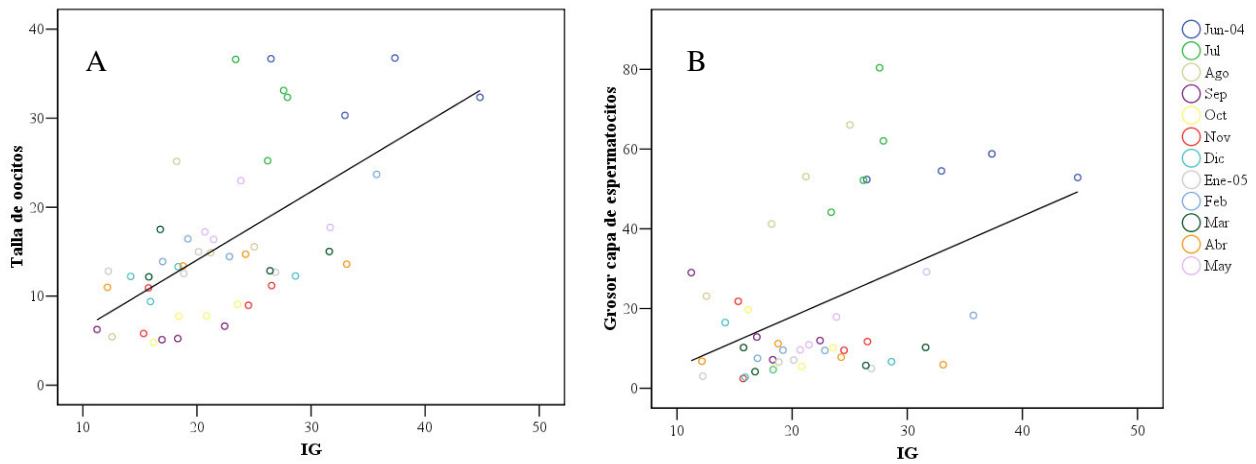 A
Talla de oocitos
40
30
20
10
0
10 20 30 40 50
IG
B
Grosor capa de espermatocitos
80
60
40
20
0
10 20 30 40 50
IG
Jun-04
Jul
Ago
Sep
Oct
Nov
Dic
Ene-05
Feb
Mar
Abr
May